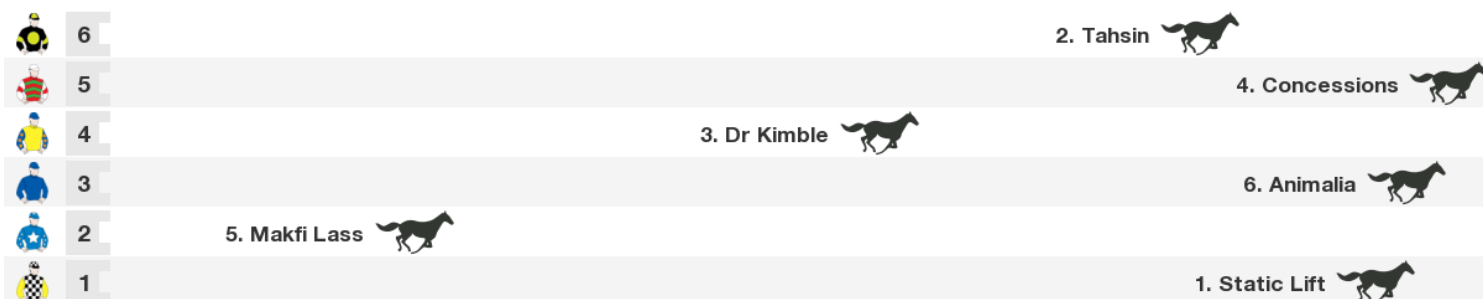 6 2. Tahsin
5 4. Concessions
4 3. Dr Kimble
3 6. Animalia
2 5. Makfi Lass
1 1. Static Lift